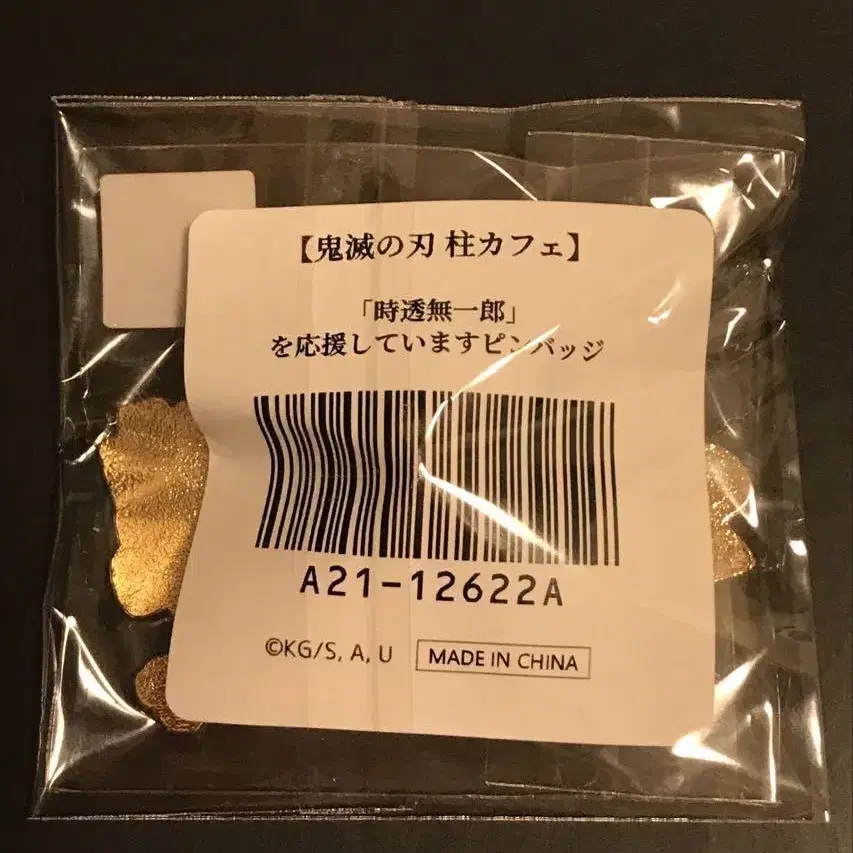 【鬼滅の刃 柱カフェ】
「時透無一郎」
を応援していますピンバッジ
A21-12622A
©KG/S, A, U MADE IN CHINA